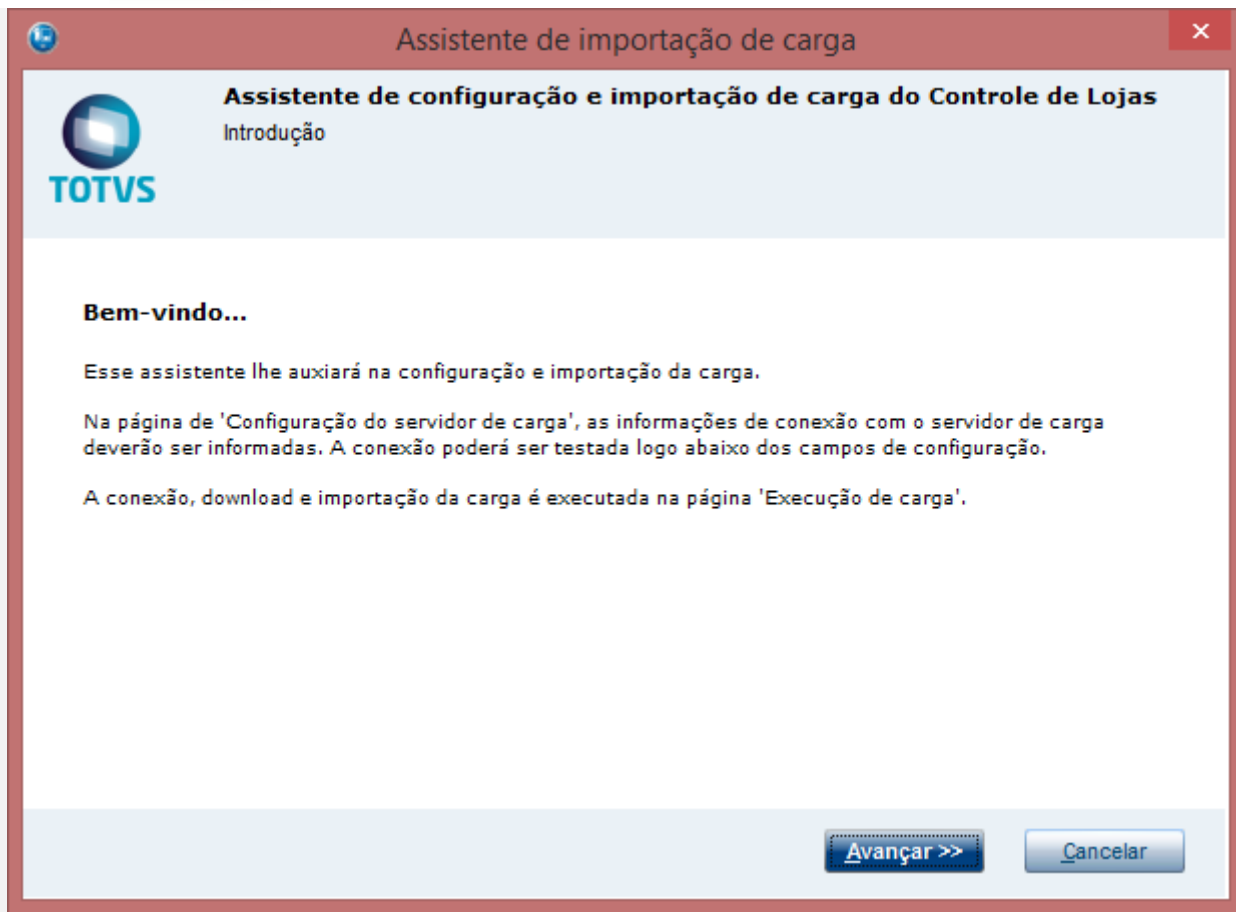 Assistente de importação de carga
Assistente de configuração e importação de carga do Controle de Lojas
Introdução
TOTVS
Bem-vindo...
Esse assistente lhe auxiará na configuração e importação da carga.
Na página de 'Configuração do servidor de carga', as informações de conexão com o servidor de carga
deverão ser informadas. A conexão poderá ser testada logo abaixo dos campos de configuração.
A conexão, download e importação da carga é executada na página 'Execução de carga'.
Avançar >>
Cancelar